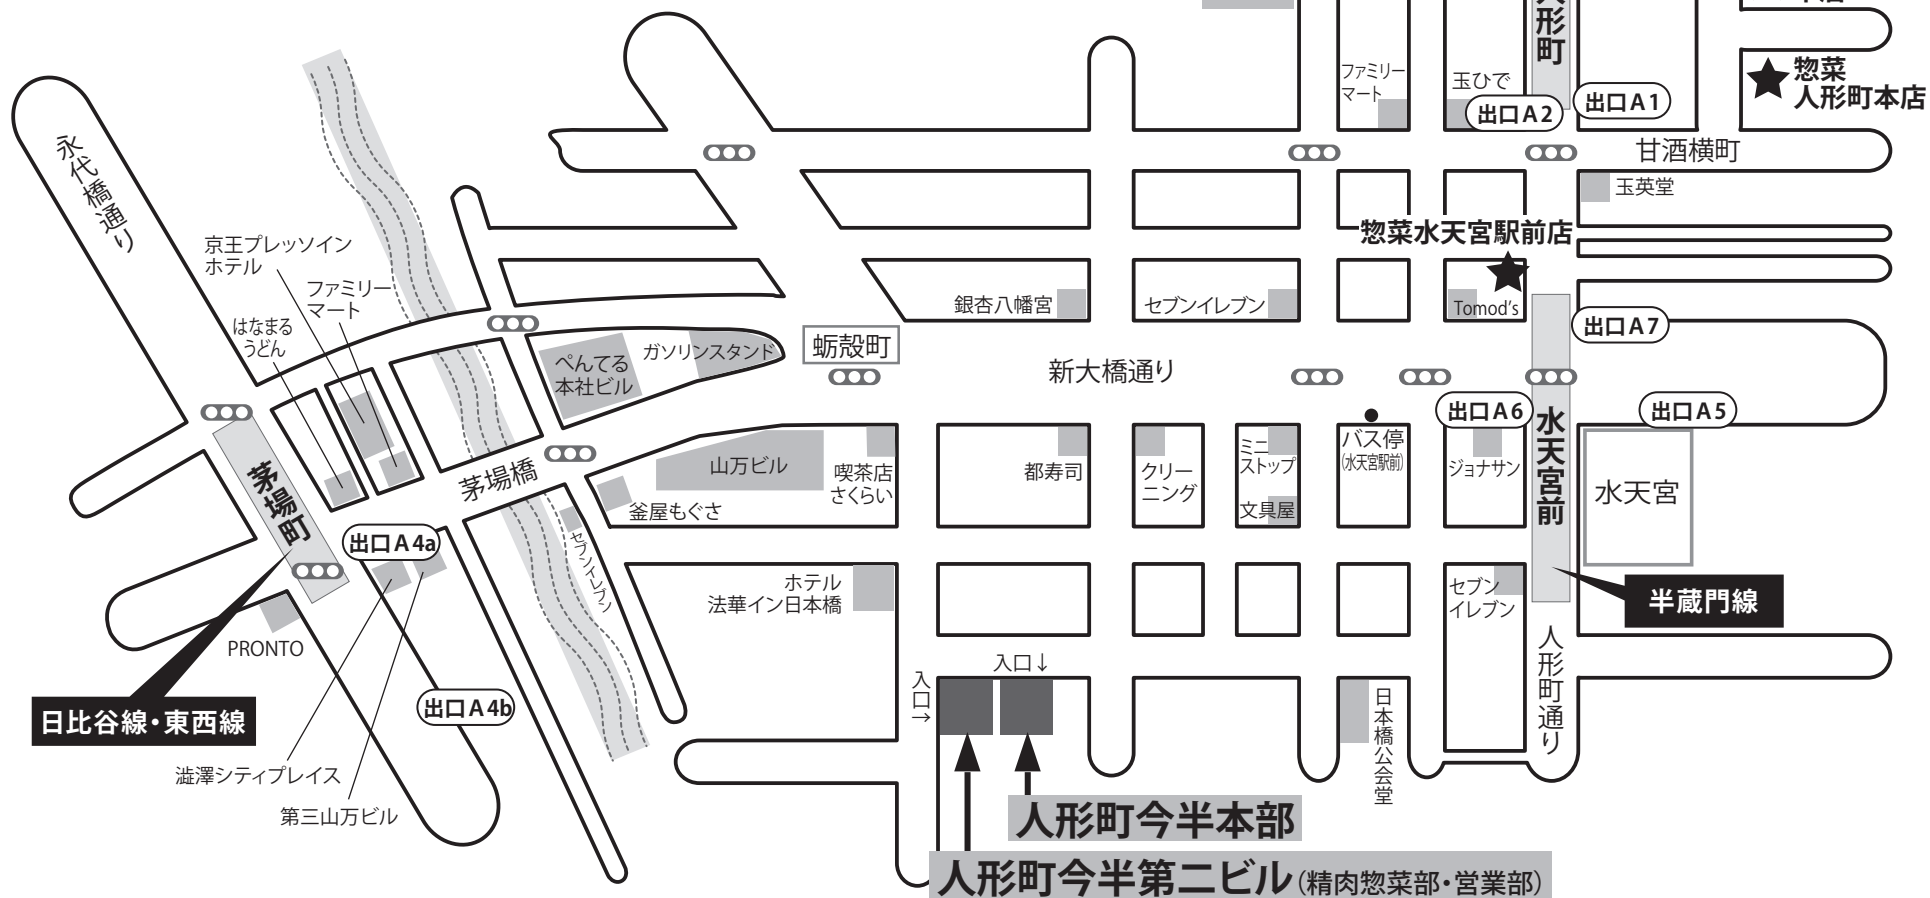 人形町
ファミリー
マート
玉ひで
出口A2
出口A1
惣菜
人形町本店
永代橋通り
甘酒横町
玉英堂
惣菜水天宮駅前店
京王プレッソイン
ホテル
ファミリー
マート
はなまる
うどん
銀杏八幡宮
セブンイレブン
Tomod's
出口A7
ぺんてる
本社ビル
ガソリンスタンド
蛎殻町
新大橋通り
出口A6
出口A5
水天宮前
茅場町
茅場橋
山万ビル
喫茶店
さくらい
都寿司
クリー
ニング
ミニ
ストップ
文具屋
バス停
(水天宮駅前)
ジョナサン
水天宮
釜屋もぐさ
セブンイレブン
出口A4a
ホテル
法華イン日本橋
セブン
イレブン
半蔵門線
PRONTO
人形町通り
入口→
入口↓
日比谷線・東西線
出口A4b
日本橋公会堂
澁澤シティプレイス
第三山万ビル
人形町今半本部
人形町今半第二ビル(精肉惣菜部・営業部)